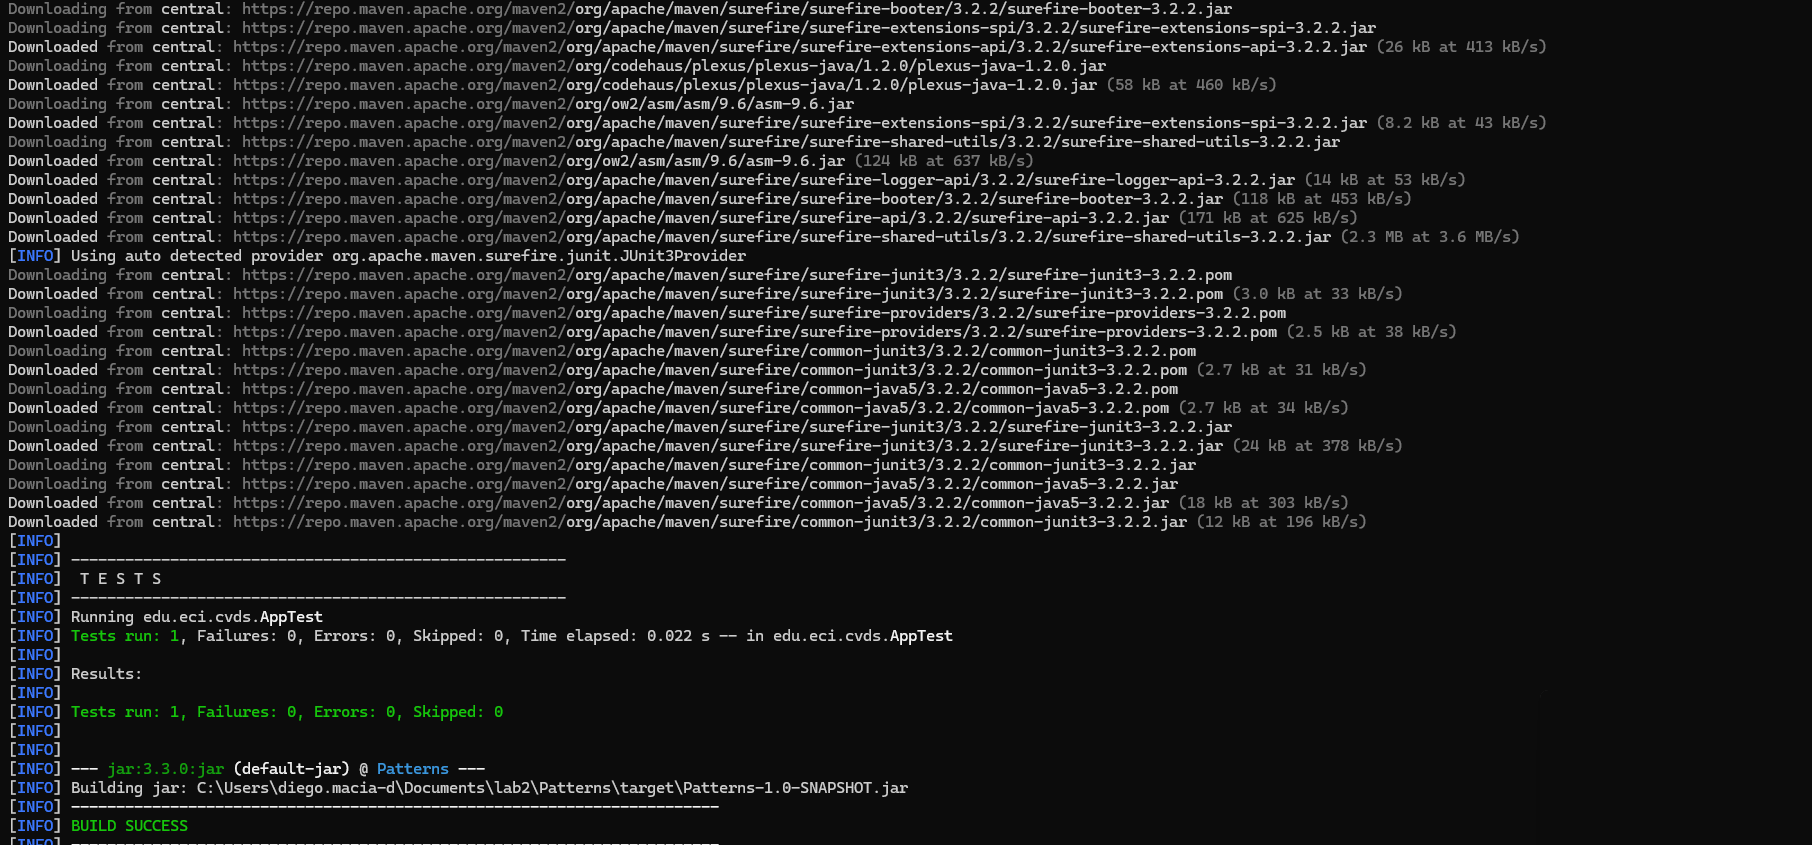 Downloading from central: https://repo.maven.apache.org/maven2/org/apache/maven/surefire/surefire-booter/3.2.2/surefire-booter-3.2.2.jar
Downloading from central: https://repo.maven.apache.org/maven2/org/apache/maven/surefire/surefire-extensions-spi/3.2.2/surefire-extensions-spi-3.2.2.jar
Downloaded from central: https://repo.maven.apache.org/maven2/org/apache/maven/surefire/surefire-extensions-api/3.2.2/surefire-extensions-api-3.2.2.jar (26 kB at 413 kB/s)
Downloading from central: https://repo.maven.apache.org/maven2/org/codehaus/plexus/plexus-java/1.2.0/plexus-java-1.2.0.jar
Downloaded from central: https://repo.maven.apache.org/maven2/org/codehaus/plexus/plexus-java/1.2.0/plexus-java-1.2.0.jar (58 kB at 460 kB/s)
Downloading from central: https://repo.maven.apache.org/maven2/org/ow2/asm/asm/9.6/asm-9.6.jar
Downloaded from central: https://repo.maven.apache.org/maven2/org/apache/maven/surefire/surefire-extensions-spi/3.2.2/surefire-extensions-spi-3.2.2.jar (8.2 kB at 43 kB/s)
Downloading from central: https://repo.maven.apache.org/maven2/org/apache/maven/surefire/surefire-shared-utils/3.2.2/surefire-shared-utils-3.2.2.jar
Downloaded from central: https://repo.maven.apache.org/maven2/org/ow2/asm/asm/9.6/asm-9.6.jar (124 kB at 637 kB/s)
Downloaded from central: https://repo.maven.apache.org/maven2/org/apache/maven/surefire/surefire-logger-api/3.2.2/surefire-logger-api-3.2.2.jar (14 kB at 53 kB/s)
Downloaded from central: https://repo.maven.apache.org/maven2/org/apache/maven/surefire/surefire-booter/3.2.2/surefire-booter-3.2.2.jar (118 kB at 453 kB/s)
Downloaded from central: https://repo.maven.apache.org/maven2/org/apache/maven/surefire/surefire-api/3.2.2/surefire-api-3.2.2.jar (171 kB at 625 kB/s)
Downloaded from central: https://repo.maven.apache.org/maven2/org/apache/maven/surefire/surefire-shared-utils/3.2.2/surefire-shared-utils-3.2.2.jar (2.3 MB at 3.6 MB/s)
[INFO] Using auto detected provider org.apache.maven.surefire.junit.JUnit3Provider
Downloading from central: https://repo.maven.apache.org/maven2/org/apache/maven/surefire/surefire-junit3/3.2.2/surefire-junit3-3.2.2.pom
Downloaded from central: https://repo.maven.apache.org/maven2/org/apache/maven/surefire/surefire-junit3/3.2.2/surefire-junit3-3.2.2.pom (3.0 kB at 33 kB/s)
Downloading from central: https://repo.maven.apache.org/maven2/org/apache/maven/surefire/surefire-providers/3.2.2/surefire-providers-3.2.2.pom
Downloaded from central: https://repo.maven.apache.org/maven2/org/apache/maven/surefire/surefire-providers/3.2.2/surefire-providers-3.2.2.pom (2.5 kB at 38 kB/s)
Downloading from central: https://repo.maven.apache.org/maven2/org/apache/maven/surefire/common-junit3/3.2.2/common-junit3-3.2.2.pom
Downloaded from central: https://repo.maven.apache.org/maven2/org/apache/maven/surefire/common-junit3/3.2.2/common-junit3-3.2.2.pom (2.7 kB at 31 kB/s)
Downloading from central: https://repo.maven.apache.org/maven2/org/apache/maven/surefire/common-java5/3.2.2/common-java5-3.2.2.pom
Downloaded from central: https://repo.maven.apache.org/maven2/org/apache/maven/surefire/common-java5/3.2.2/common-java5-3.2.2.pom (2.7 kB at 34 kB/s)
Downloading from central: https://repo.maven.apache.org/maven2/org/apache/maven/surefire/surefire-junit3/3.2.2/surefire-junit3-3.2.2.jar
Downloaded from central: https://repo.maven.apache.org/maven2/org/apache/maven/surefire/surefire-junit3/3.2.2/surefire-junit3-3.2.2.jar (24 kB at 378 kB/s)
Downloading from central: https://repo.maven.apache.org/maven2/org/apache/maven/surefire/common-junit3/3.2.2/common-junit3-3.2.2.jar
Downloading from central: https://repo.maven.apache.org/maven2/org/apache/maven/surefire/common-java5/3.2.2/common-java5-3.2.2.jar
Downloaded from central: https://repo.maven.apache.org/maven2/org/apache/maven/surefire/common-java5/3.2.2/common-java5-3.2.2.jar (18 kB at 303 kB/s)
Downloaded from central: https://repo.maven.apache.org/maven2/org/apache/maven/surefire/common-junit3/3.2.2/common-junit3-3.2.2.jar (12 kB at 196 kB/s)
[INFO]
[INFO] -------------------------------------------------------
[INFO]  T E S T S
[INFO] -------------------------------------------------------
[INFO] Running edu.eci.cvds.AppTest
[INFO] Tests run: 1, Failures: 0, Errors: 0, Skipped: 0, Time elapsed: 0.022 s -- in edu.eci.cvds.AppTest
[INFO]
[INFO] Results:
[INFO]
[INFO] Tests run: 1, Failures: 0, Errors: 0, Skipped: 0
[INFO]
[INFO]
[INFO] --- jar:3.3.0:jar (default-jar) @ Patterns ---
[INFO] Building jar: C:\Users\diego.macia-d\Documents\lab2\Patterns\target\Patterns-1.0-SNAPSHOT.jar
[INFO] ------------------------------------------------------------------------
[INFO] BUILD SUCCESS
[INFO] ------------------------------------------------------------------------